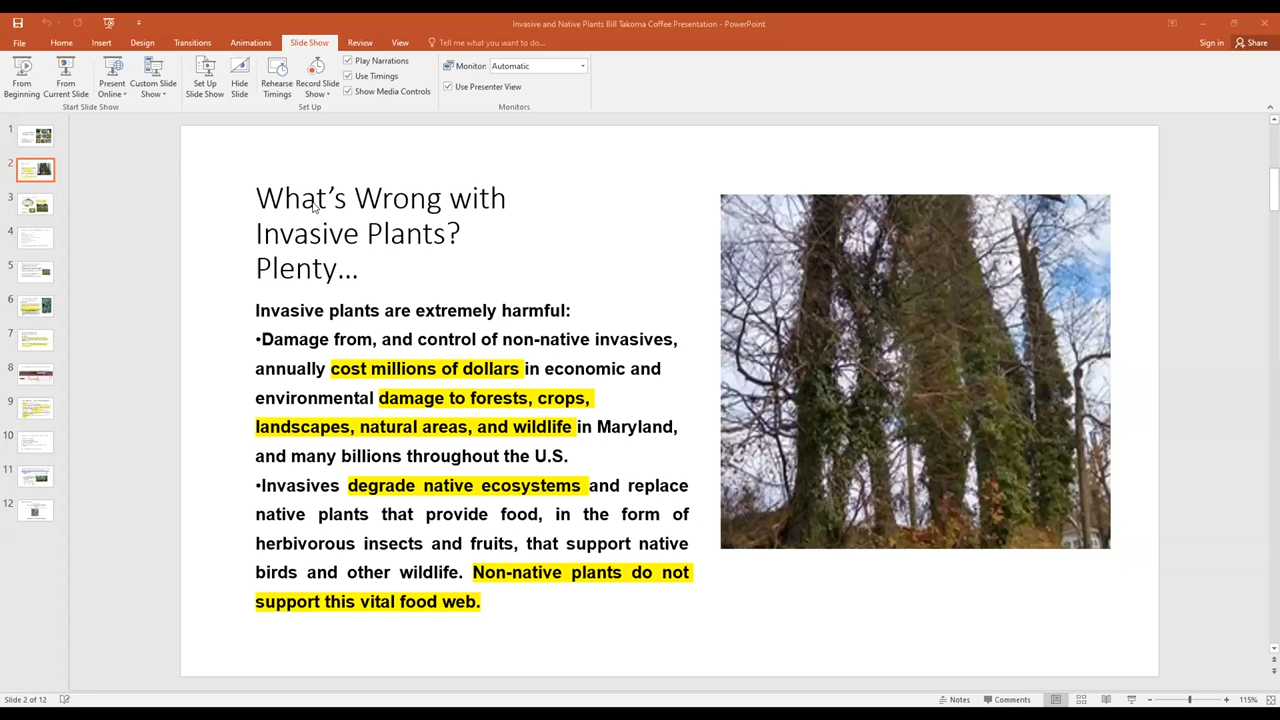 Invasive and Native Plants Bill Takoma Coffee Presentation - PowerPoint
File Home Insert Design Transitions Animations Slide Show Review View Tell me what you want to do... Sign in Share
From Beginning
From Current Slide
Present Online
Custom Slide Show
Start Slide Show
Set Up Slide Show
Hide Slide
Rehearse Timings
Record Slide Show
Play Narrations
Use Timings
Show Media Controls
Set Up
Monitor: Automatic
Use Presenter View
Monitors
1
2
3
4
5
6
7
8
9
10
11
12
What's Wrong with
Invasive Plants?
Plenty...
Invasive plants are extremely harmful:
•Damage from, and control of non-native invasives,
annually cost millions of dollars in economic and
environmental damage to forests, crops,
landscapes, natural areas, and wildlife in Maryland,
and many billions throughout the U.S.
•Invasives degrade native ecosystems and replace
native plants that provide food, in the form of
herbivorous insects and fruits, that support native
birds and other wildlife. Non-native plants do not
support this vital food web.
Slide 2 of 12 Notes Comments 115%